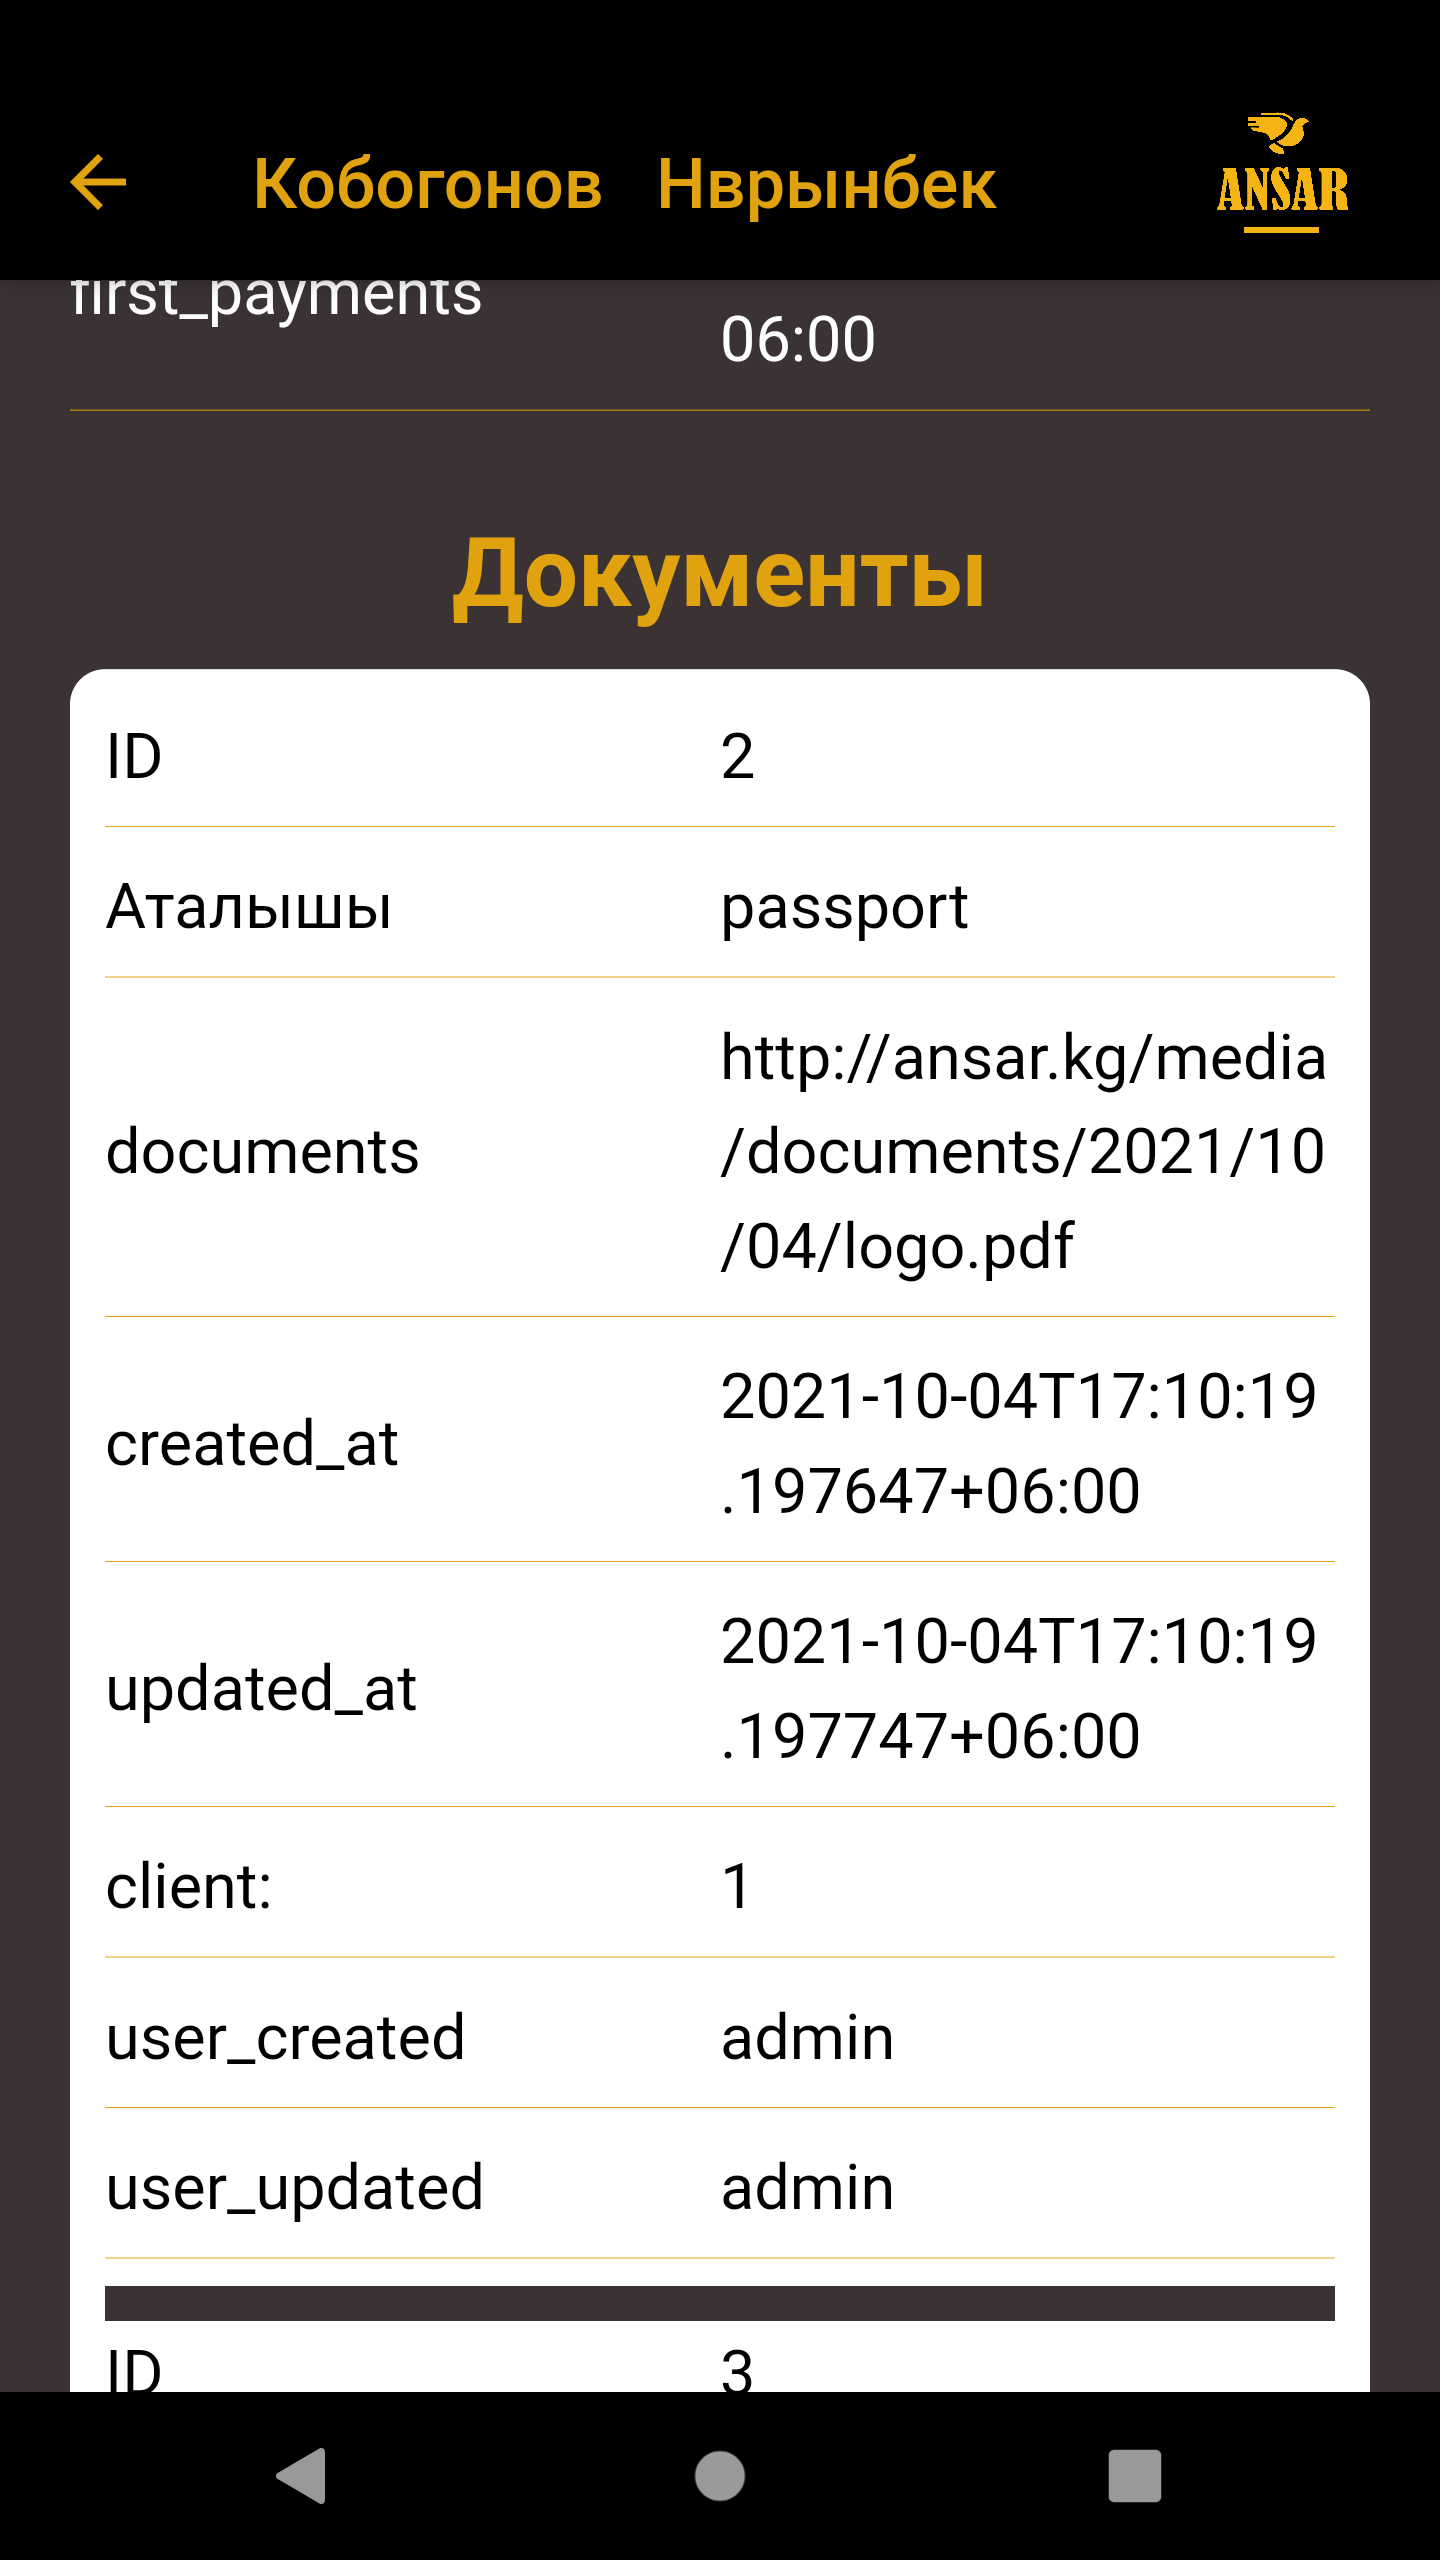 Кобогонов Нврынбек
ANSAR
first_payments
06:00
Документы
ID 2
Аталышы passport
documents http://ansar.kg/media
/documents/2021/10
/04/logo.pdf
created_at 2021-10-04T17:10:19
.197647+06:00
updated_at 2021-10-04T17:10:19
.197747+06:00
client: 1
user_created admin
user_updated admin
ID 3